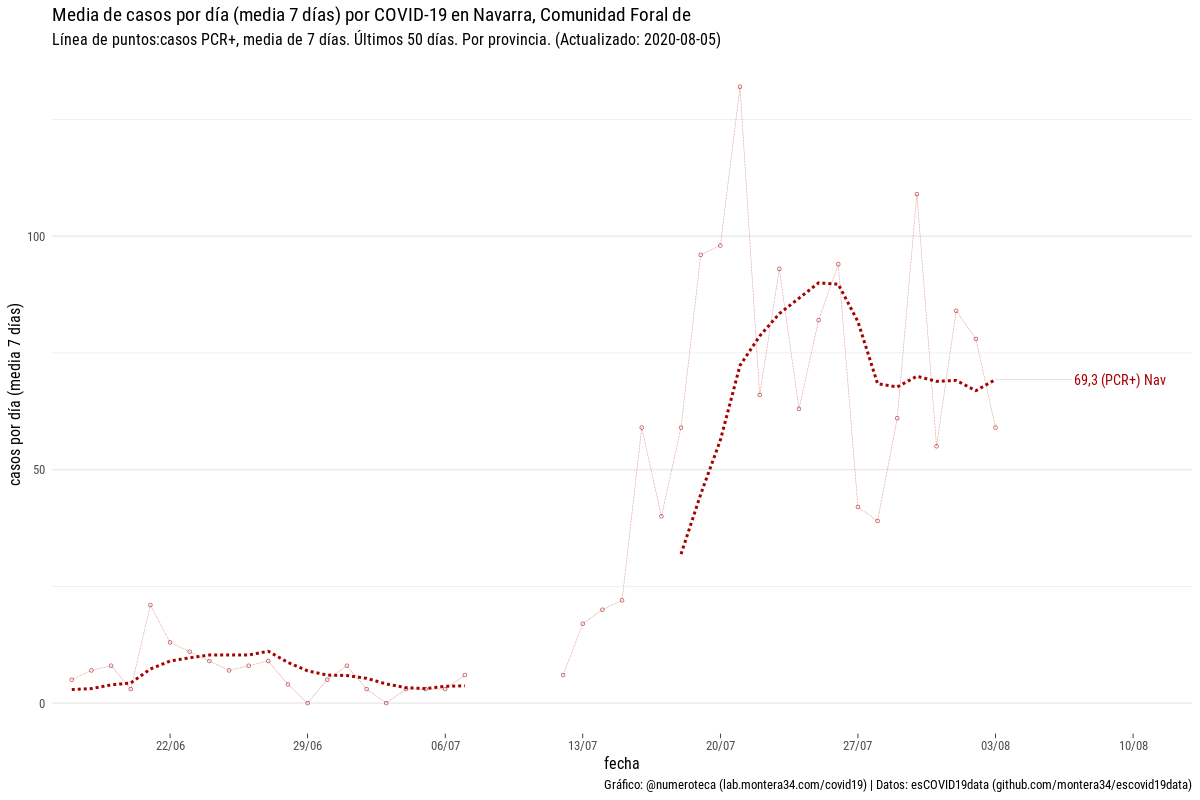 Media de casos por día (media 7 días) por COVID-19 en Navarra, Comunidad Foral de
Línea de puntos:casos PCR+, media de 7 días. Últimos 50 días. Por provincia. (Actualizado: 2020-08-05)
casos por día (media 7 días)
100
50
0
69,3 (PCR+) Nav
22/06
29/06
06/07
13/07
20/07
27/07
03/08
10/08
fecha
Gráfico: @numeroteca (lab.montera34.com/covid19) | Datos: esCOVID19data (github.com/montera34/escovid19data)